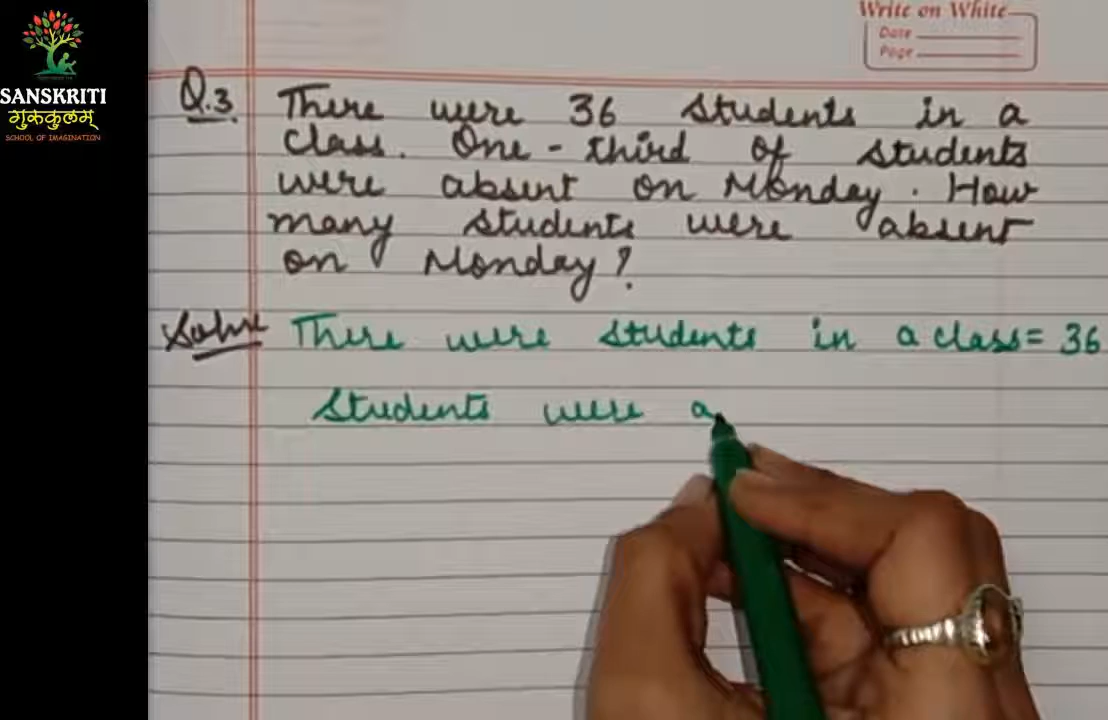 SANSKRITI
गुरुकुलम्
SCHOOL OF IMAGINATION
Write on White
Date
Page
Q.3. There were 36 students in a
class. One-third of students
were absent on Monday. How
many students were absent
on Monday?
Soln There were students in a class = 36
Students were a